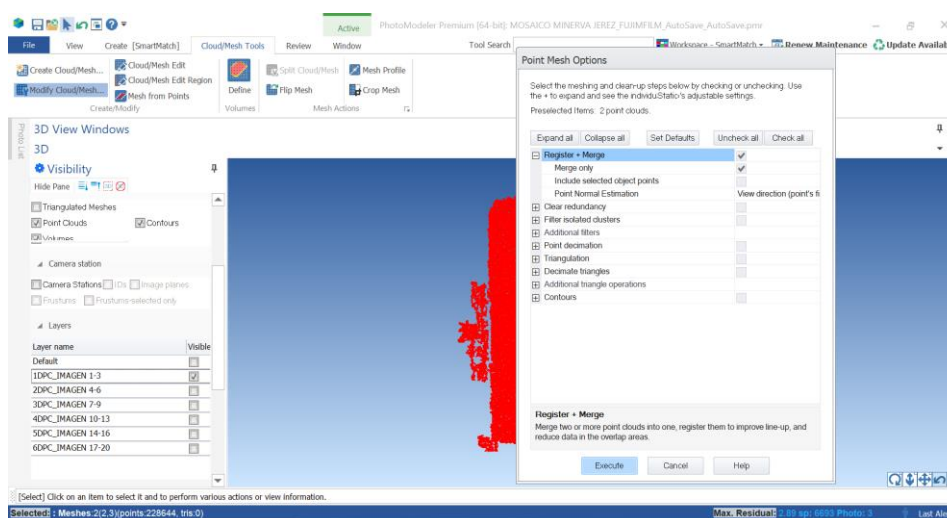 Active
PhotoModeler Premium (64-bit): MOSAICO MINERVA JEREZ_FUJIMFILM_AutoSave_AutoSave.pmr
File View Create [SmartMatch] Cloud/Mesh Tools Review Window Tool Search
Workspace - SmartMatch Renew Maintenance Update Availab
Create Cloud/Mesh...
Modify Cloud/Mesh...
Cloud/Mesh Edit
Cloud/Mesh Edit Region
Mesh from Points
Create/Modify
Define
Volumes
Split Cloud/Mesh
Flip Mesh
Mesh Profile
Crop Mesh
Mesh Actions
Photo List
3D View Windows
3D
Visibility
Hide Pane
Triangulated Meshes
Point Clouds Contours
Volumes
Camera station
Camera Stations IDs Image planes
Frustums Frustums-selected only
Layers
Layer name Visible
Default
1DPC_IMAGEN 1-3
2DPC_IMAGEN 4-6
3DPC_IMAGEN 7-9
4DPC_IMAGEN 10-13
5DPC_IMAGEN 14-16
6DPC_IMAGEN 17-20
Point Mesh Options
Select the meshing and clean-up steps below by checking or unchecking. Use
the + to expand and see the individuStatio's adjustable settings.
Preselected Items: 2 point clouds.
Expand all Collapse all Set Defaults Uncheck all Check all
Register + Merge
Merge only
Include selected object points
Point Normal Estimation View direction (point's fi
Clear redundancy
Filter isolated clusters
Additional filters
Point decimation
Triangulation
Decimate triangles
Additional triangle operations
Contours
Register + Merge
Merge two or more point clouds into one, register them to improve line-up, and
reduce data in the overlap areas.
Execute Cancel Help
[Select] Click on an item to select it and to perform various actions or view information.
Selected: : Meshes:2(2,3)(points:228644, tris:0)
Max. Residual: 2.89 sp: 6693 Photo: 3
Last Ale